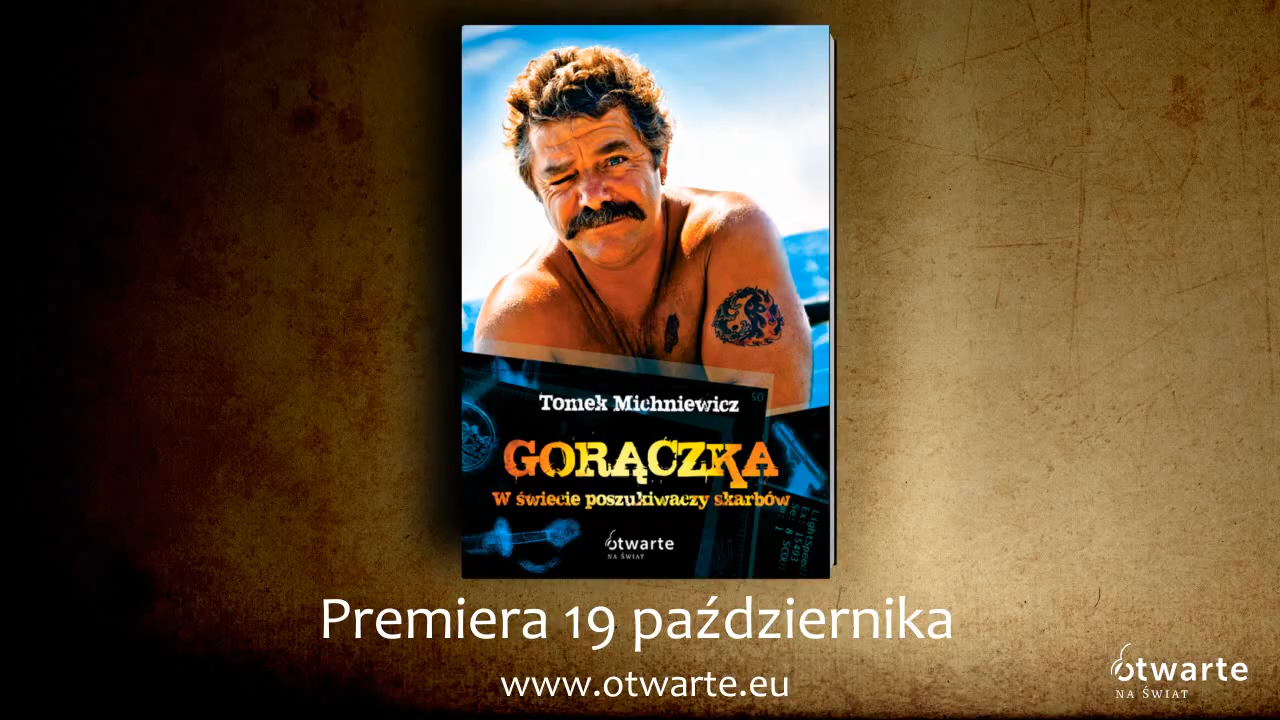 Tomek Michniewicz
GORĄCZKA
W świecie poszukiwaczy skarbów
otwarte
NA ŚWIAT
Premiera 19 października
www.otwarte.eu
otwarte
NA ŚWIAT